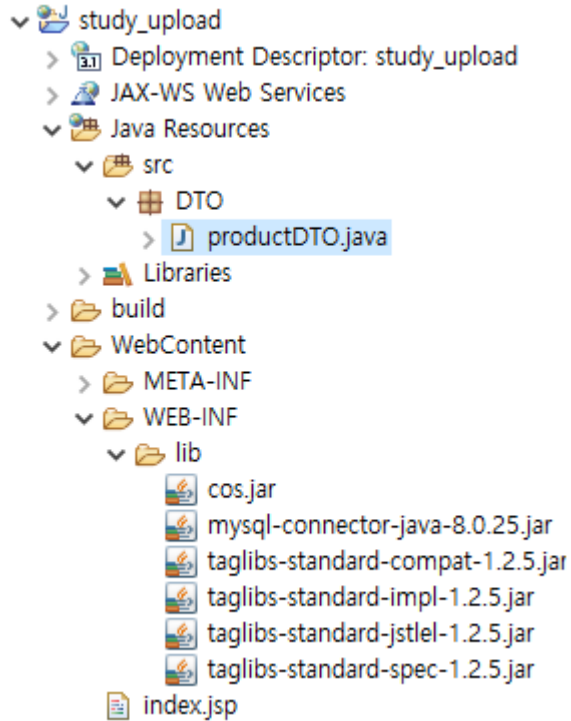 study_upload
3.1 Deployment Descriptor: study_upload
JAX-WS Web Services
Java Resources
src
DTO
J productDTO.java
Libraries
build
WebContent
META-INF
WEB-INF
lib
cos.jar
mysql-connector-java-8.0.25.jar
taglibs-standard-compat-1.2.5.jar
taglibs-standard-impl-1.2.5.jar
taglibs-standard-jstlel-1.2.5.jar
taglibs-standard-spec-1.2.5.jar
index.jsp